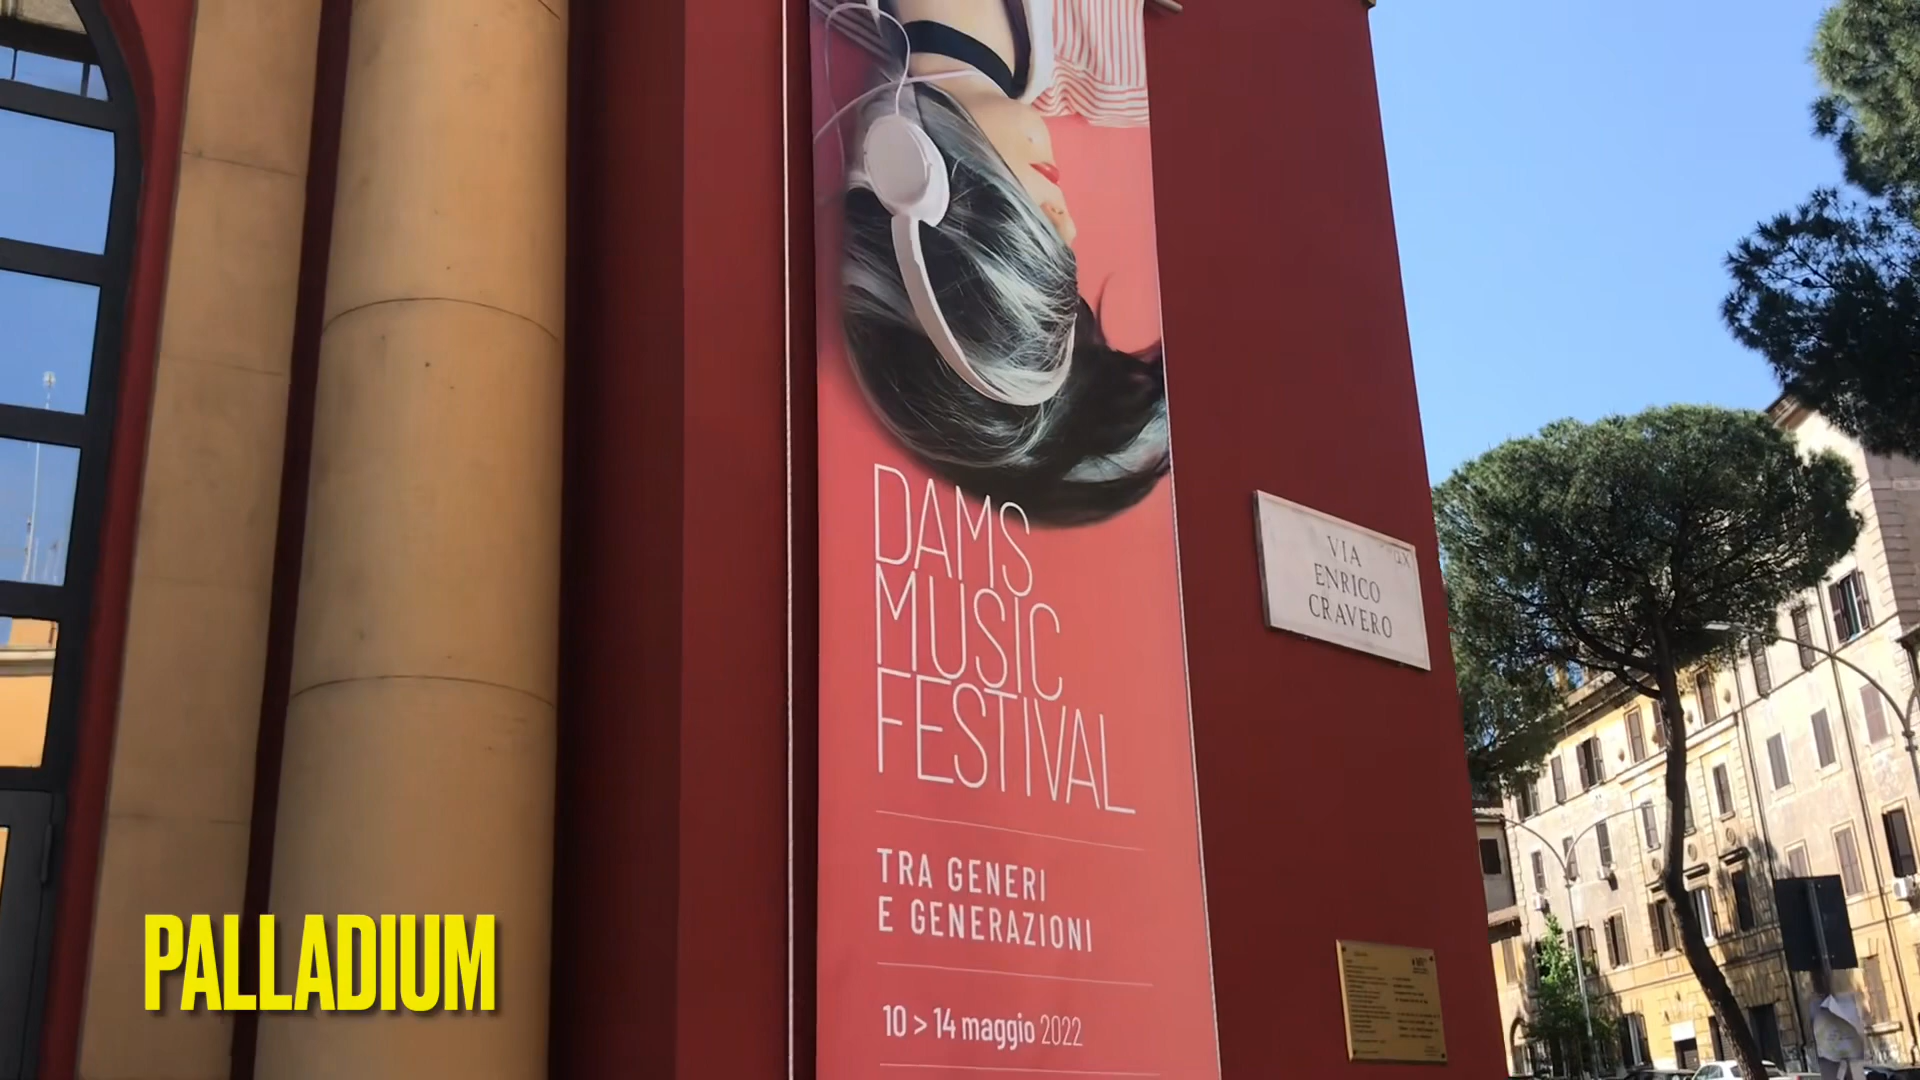 DAMS
MUSIC
FESTIVAL
TRA GENERI
E GENERAZIONI
10 > 14 maggio 2022
VIA
ENRICO
CRAVERO
PALLADIUM